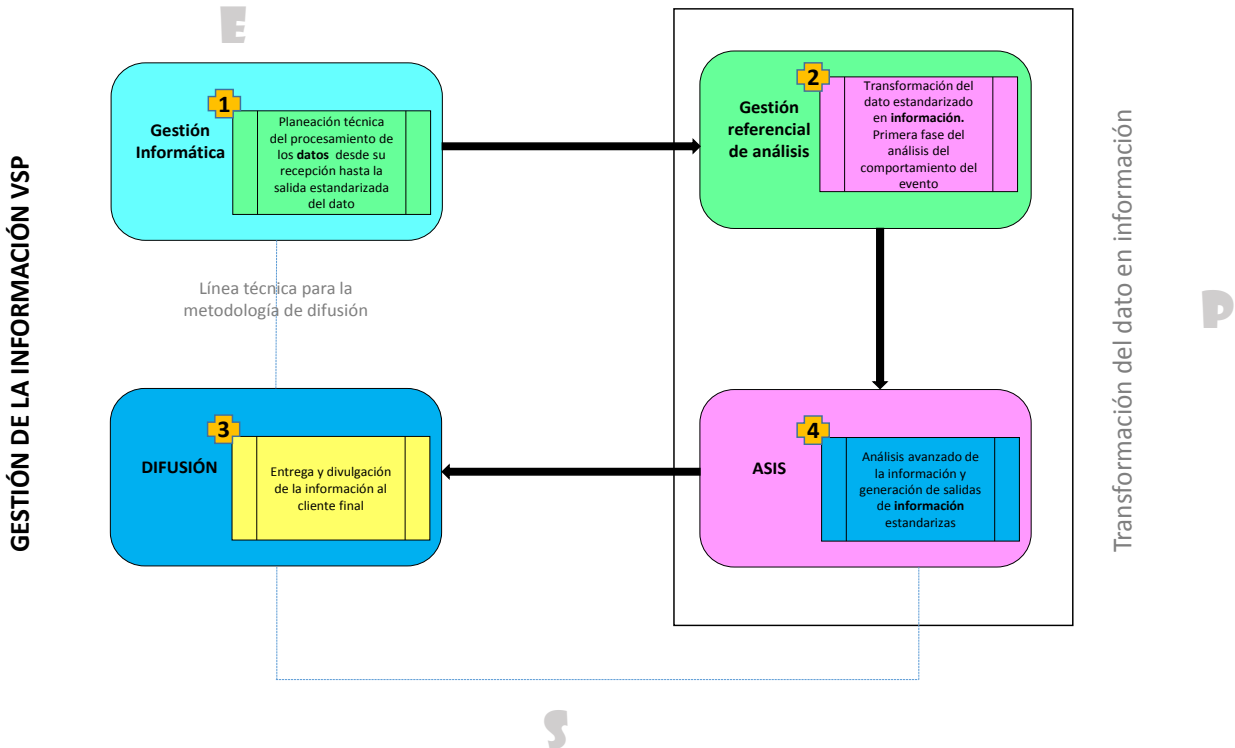 E
GESTIÓN DE LA INFORMACIÓN VSP
1
Gestión
Informática
Planeación técnica
del procesamiento de
los datos desde su
recepción hasta la
salida estandarizada
del dato
2
Gestión
referencial
de análisis
Transformación del
dato estandarizado
en información.
Primera fase del
análisis del
comportamiento del
evento
Transformación del dato en información
P
Línea técnica para la
metodología de difusión
3
DIFUSIÓN
Entrega y divulgación
de la información al
cliente final
4
ASIS
Análisis avanzado de
la información y
generación de salidas
de información
estandarizas
S